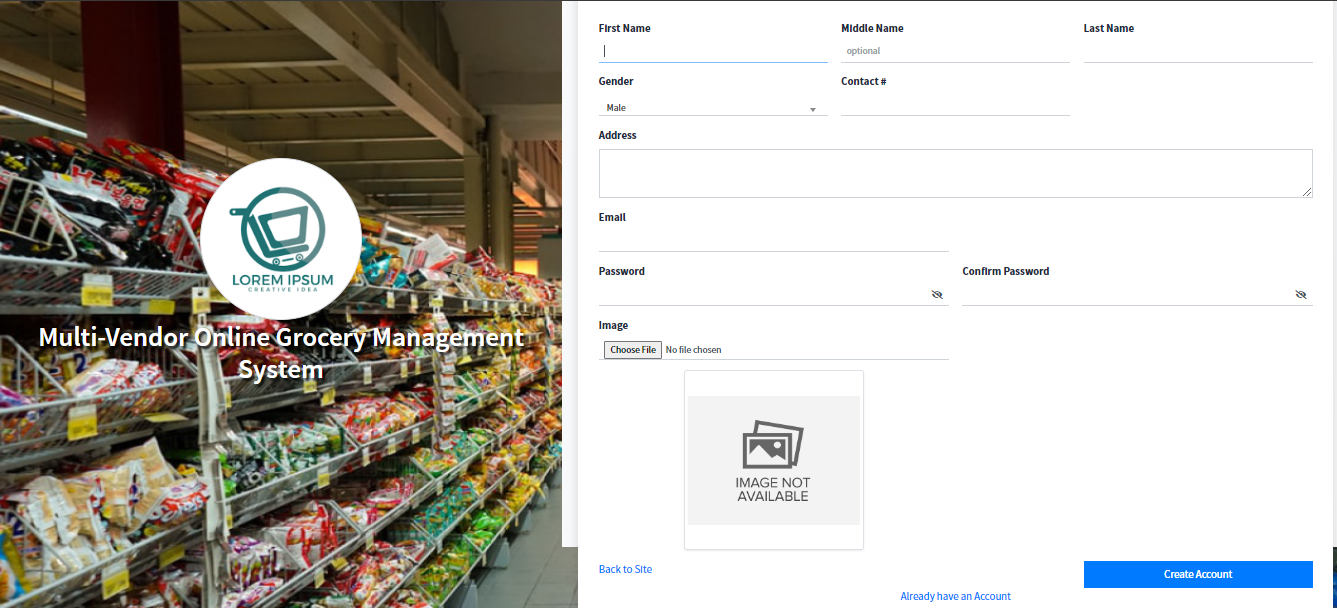 First Name
Middle Name
Last Name
optional
Gender
Contact #
Male
Address
Email
Password
Confirm Password
Image
Choose File No file chosen
IMAGE NOT
AVAILABLE
Back to Site
Create Account
Already have an Account
LOREM IPSUM
CREATIVE IDEA
Multi-Vendor Online Grocery Management
System